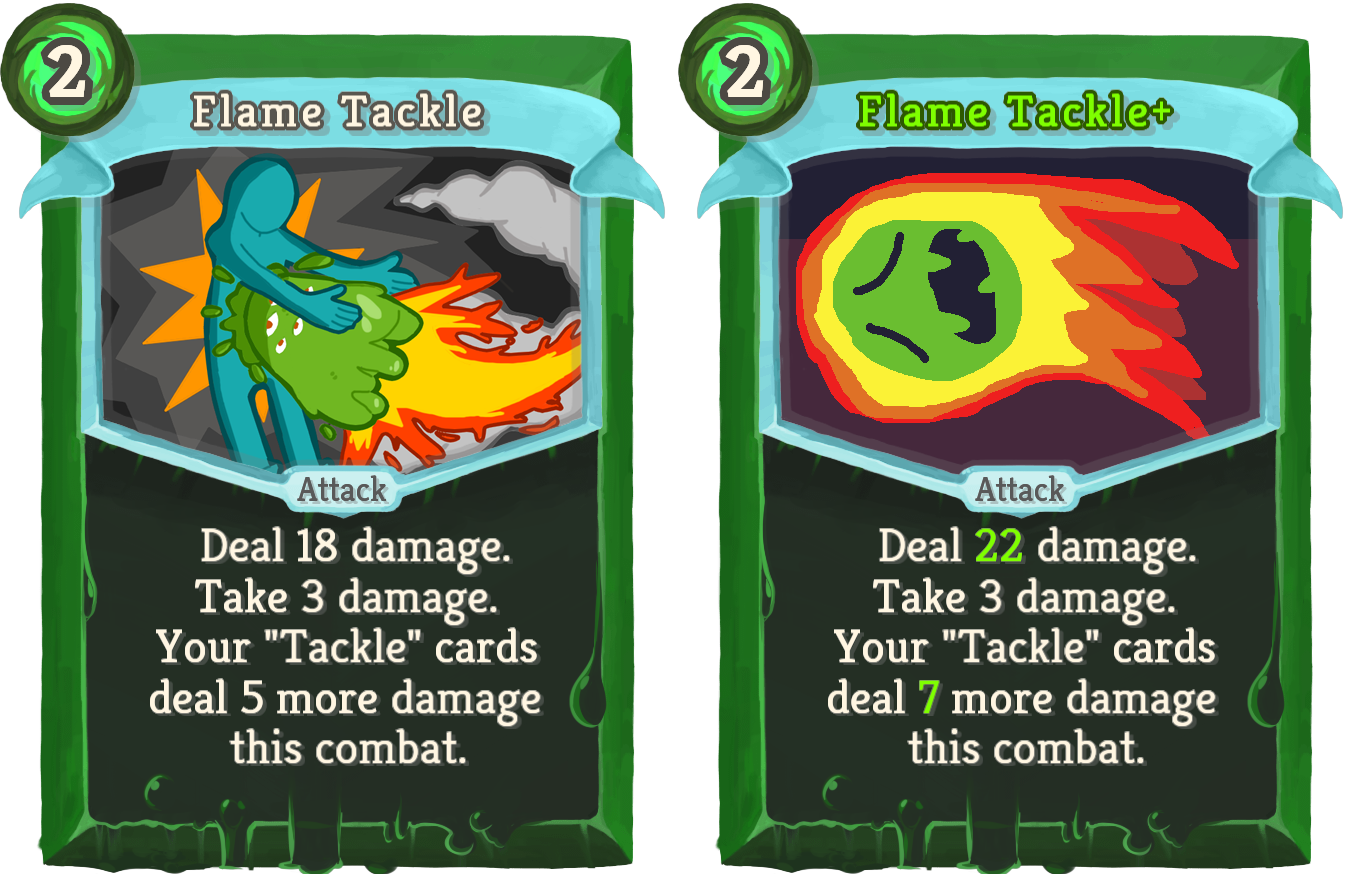 2
Flame Tackle
Attack
Deal 18 damage.
Take 3 damage.
Your "Tackle" cards
deal 5 more damage
this combat.
2
Flame Tackle+
Attack
Deal 22 damage.
Take 3 damage.
Your "Tackle" cards
deal 7 more damage
this combat.